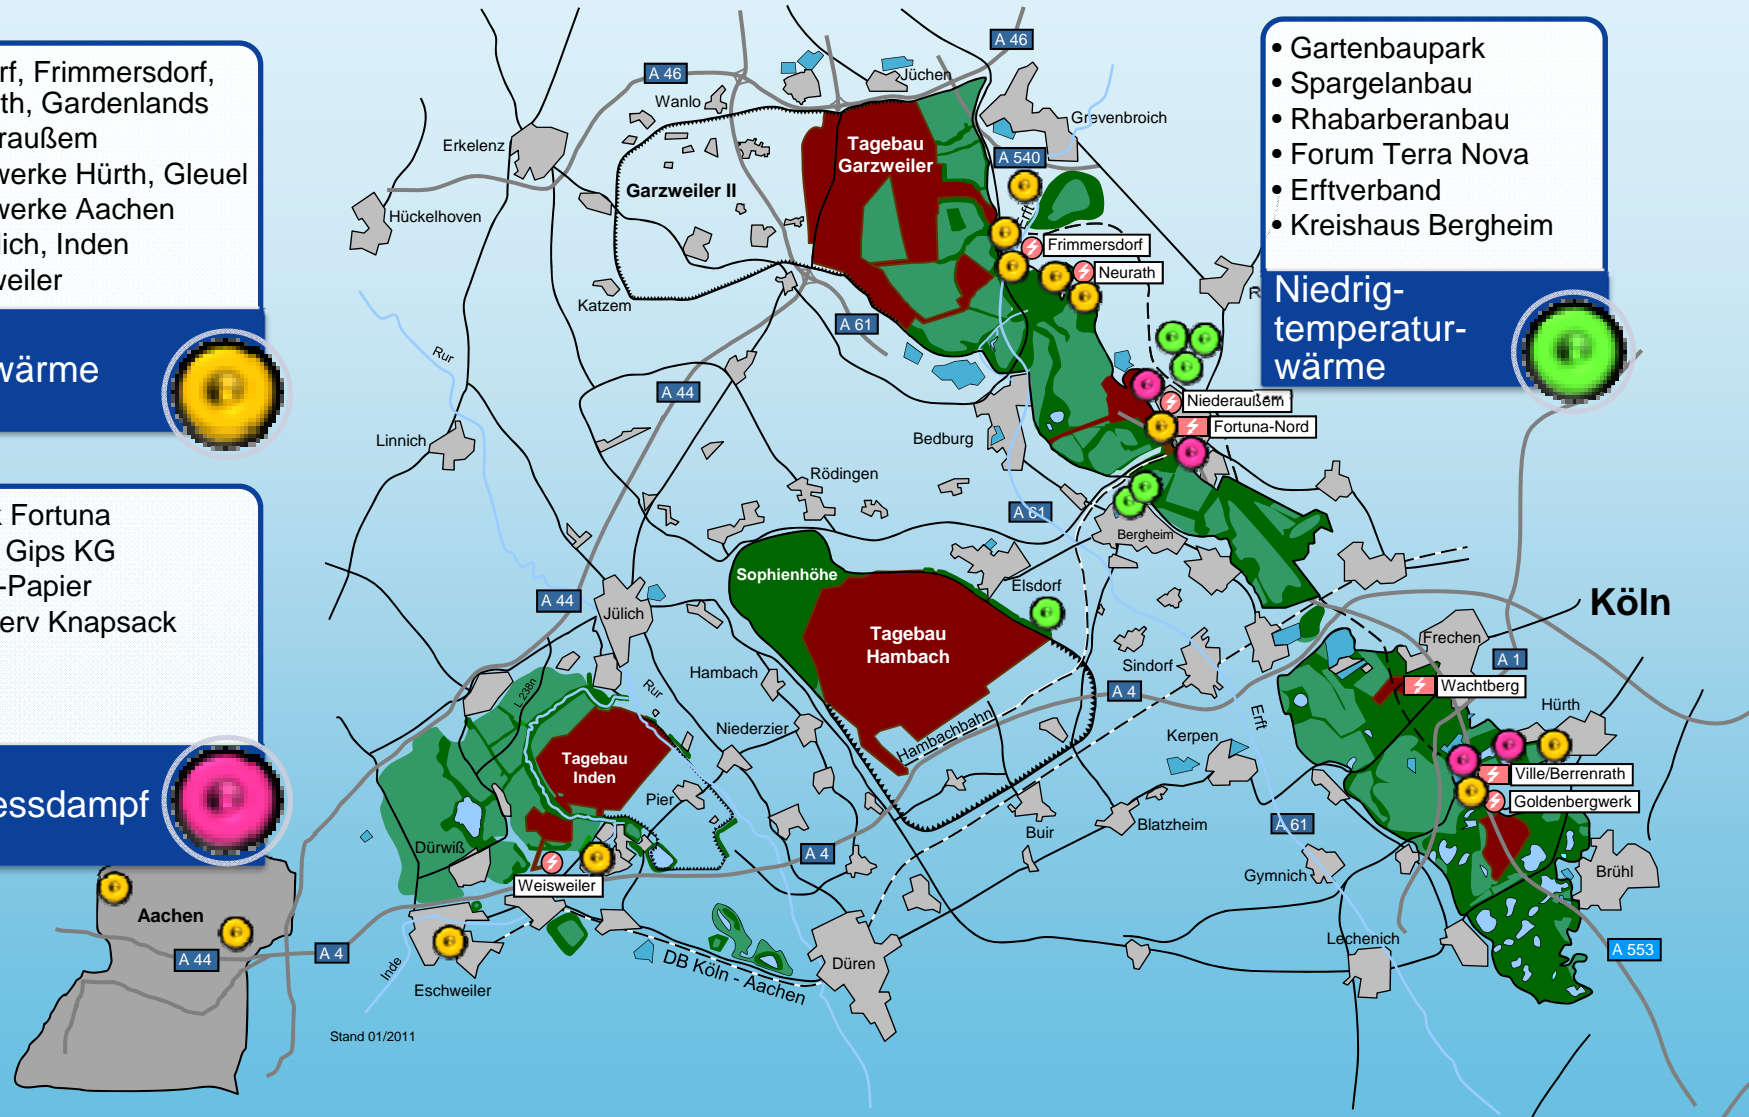 rf, Frimmersdorf,
th, Gardenlands
raußem
werke Hürth, Gleuel
werke Aachen
lich, Inden
weiler
wärme
k Fortuna
Gips KG
-Papier
erv Knapsack
essdampf
• Gartenbaupark
• Spargelanbau
• Rhabarberanbau
• Forum Terra Nova
• Erftverband
• Kreishaus Bergheim
Niedrig-
temperatur-
wärme
A 46
A 46
Wanlo
Jüchen
Grevenbroich
Erkelenz
Tagebau
Garzweiler
A 540
Garzweiler II
Hückelhoven
Erft
Frimmersdorf
Neurath
Katzem
R
A 61
Rur
A 44
Niederaußem
Fortuna-Nord
Linnich
Bedburg
Rödingen
A 61
Bergheim
Sophienhöhe
Elsdorf
A 44
Jülich
Köln
Tagebau
Hambach
Frechen
A 1
Sindorf
Hambach
Wachtberg
L 238n
Rur
A 4
Hürth
Erft
Hambachbahn
Niederzier
Kerpen
Tagebau
Inden
Ville/Berrenrath
Pier
Goldenbergwerk
Blatzheim
A 61
Buir
Dürwiß
A 4
Weisweiler
Gymnich
Brühl
Aachen
Lechenich
A 553
A 44
A 4
Inde
DB Köln - Aachen
Düren
Eschweiler
Stand 01/2011